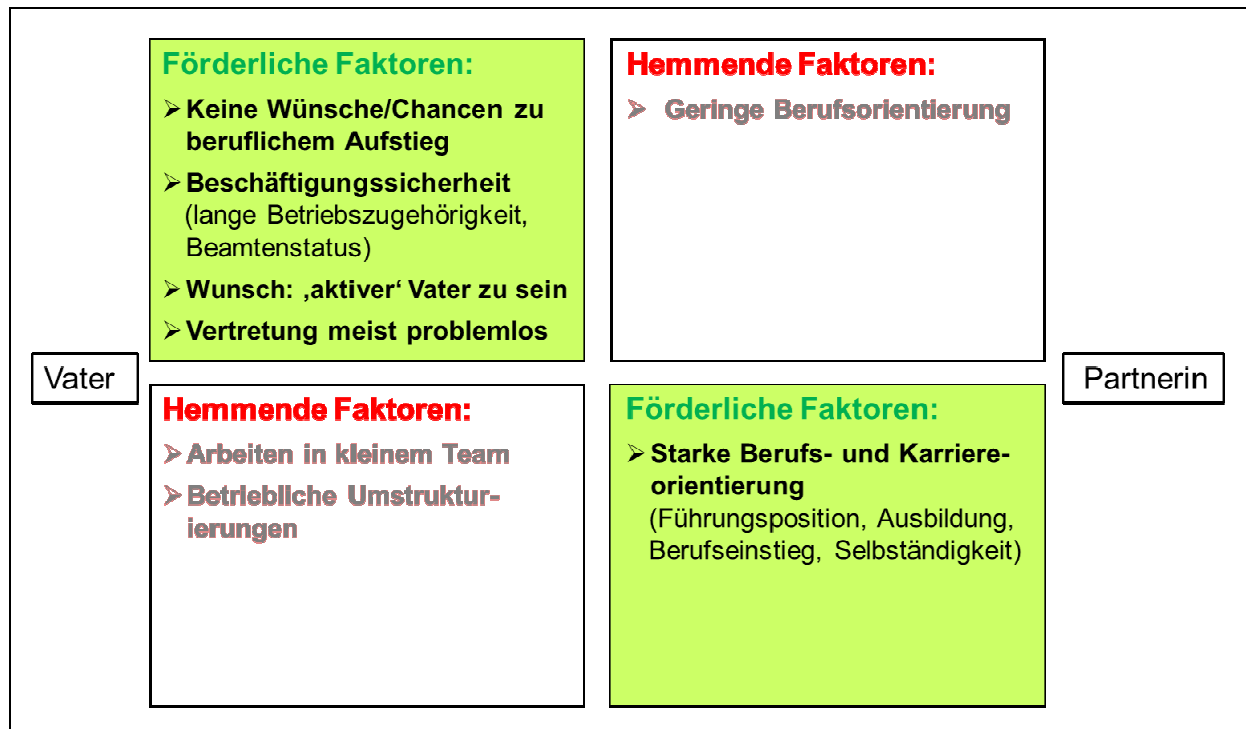 Förderliche Faktoren:
➢ Keine Wünsche/Chancen zu
beruflichem Aufstieg
➢ Beschäftigungssicherheit
(lange Betriebszugehörigkeit,
Beamtenstatus)
➢ Wunsch: ‚aktiver‘ Vater zu sein
➢ Vertretung meist problemlos
Hemmende Faktoren:
➢ Geringe Berufsorientierung
Vater
Partnerin
Hemmende Faktoren:
➢ Arbeiten in kleinem Team
➢ Betriebliche Umstruktur-
ierungen
Förderliche Faktoren:
➢ Starke Berufs- und Karriere-
orientierung
(Führungsposition, Ausbildung,
Berufseinstieg, Selbständigkeit)